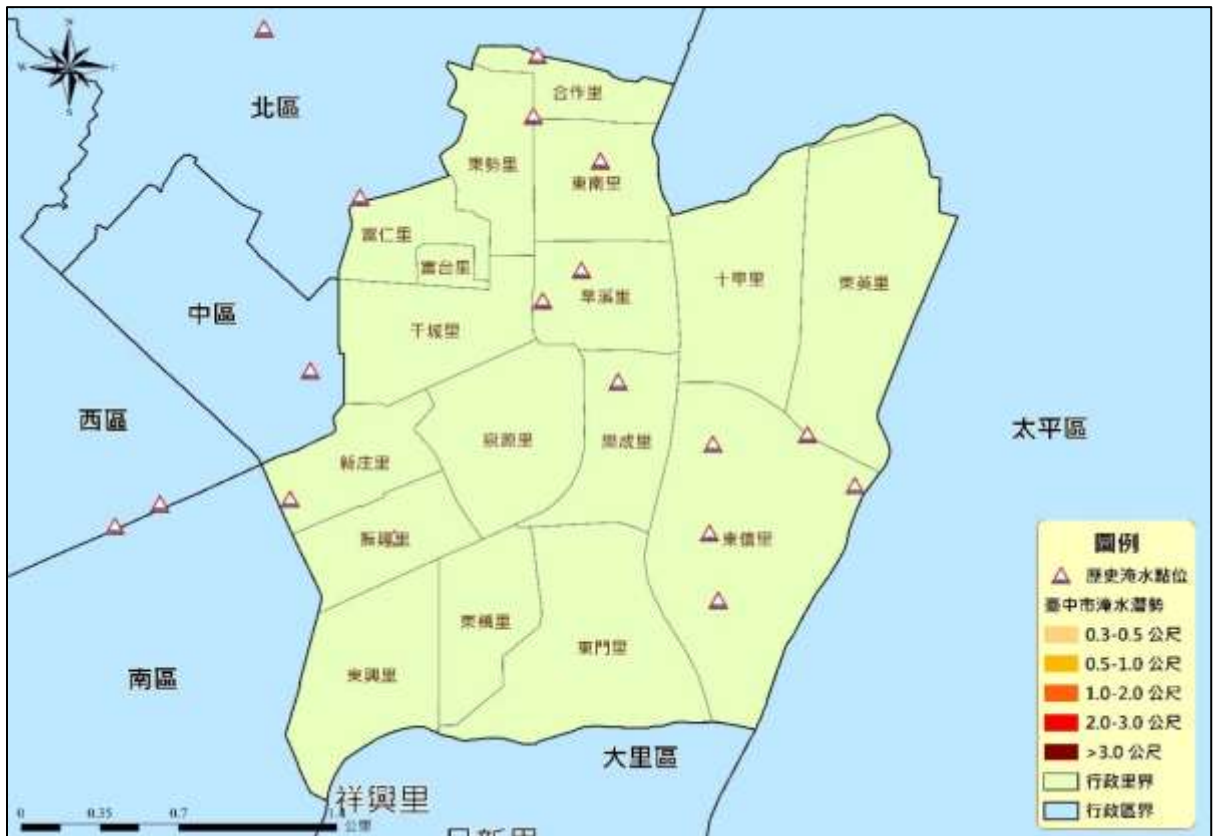 N
W
E
S
北區
合作里
東勢里
東南里
富仁里
富台里
旱溪里
十甲里
東英里
中區
干城里
西區
泉源里
樂成里
太平區
新庄里
振興里
東信里
東橋里
東門里
南區
東興里
大里區
祥興里
日新里
0
0.35
0.7
公里
圖例
歷史淹水點位
臺中市淹水潛勢
0.3-0.5 公尺
0.5-1.0 公尺
1.0-2.0 公尺
2.0-3.0 公尺
>3.0 公尺
行政里界
行政區界